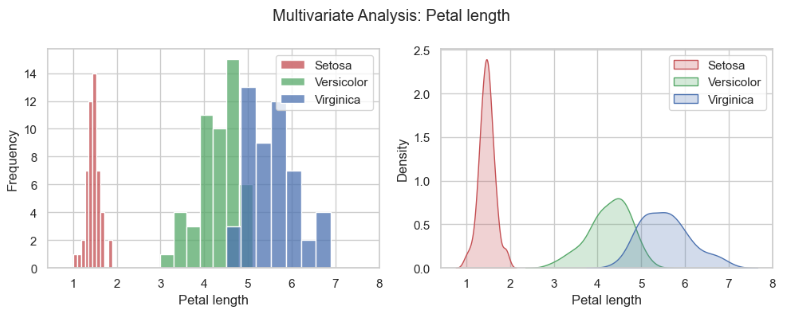 Multivariate Analysis: Petal length
Setosa
Versicolor
Virginica
14
12
10
8
6
4
2
0
Frequency
1 2 3 4 5 6 7 8
Petal length
Setosa
Versicolor
Virginica
2.5
2.0
1.5
1.0
0.5
0.0
Density
1 2 3 4 5 6 7 8
Petal length